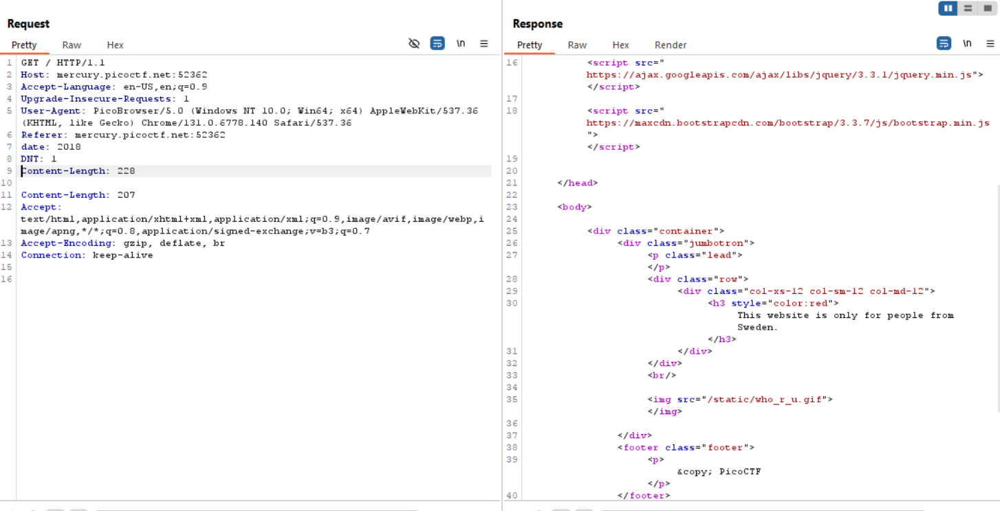 Request
Pretty Raw Hex \n
1 GET / HTTP/1.1
2 Host: mercury.picoctf.net:52362
3 Accept-Language: en-US,en;q=0.9
4 Upgrade-Insecure-Requests: 1
5 User-Agent: PicoBrowser/5.0 (Windows NT 10.0; Win64; x64) AppleWebKit/537.36
(KHTML, like Gecko) Chrome/131.0.6778.140 Safari/537.36
6 Referer: mercury.picoctf.net:52362
7 date: 2018
8 DNT: 1
9 Content-Length: 228
10
11 Content-Length: 207
12 Accept:
text/html,application/xhtml+xml,application/xml;q=0.9,image/avif,image/webp,i
mage/apng,*/*;q=0.8,application/signed-exchange;v=b3;q=0.7
13 Accept-Encoding: gzip, deflate, br
14 Connection: keep-alive
15
16
Response
Pretty Raw Hex Render \n
16 <script src="
https://ajax.googleapis.com/ajax/libs/jquery/3.3.1/jquery.min.js">
</script>
17
18 <script src="
https://maxcdn.bootstrapcdn.com/bootstrap/3.3.7/js/bootstrap.min.js
">
</script>
19
20
21 </head>
22
23 <body>
24
25 <div class="container">
26 <div class="jumbotron">
27 <p class="lead">
</p>
28 <div class="row">
29 <div class="col-xs-12 col-sm-12 col-md-12">
30 <h3 style="color:red">
This website is only for people from
Sweden.
</h3>
31 </div>
32 </div>
33 <br/>
34
35 <img src="/static/who_r_u.gif">
</img>
36
37 </div>
38 <footer class="footer">
39 <p>
&copy; PicoCTF
</p>
40 </footer>